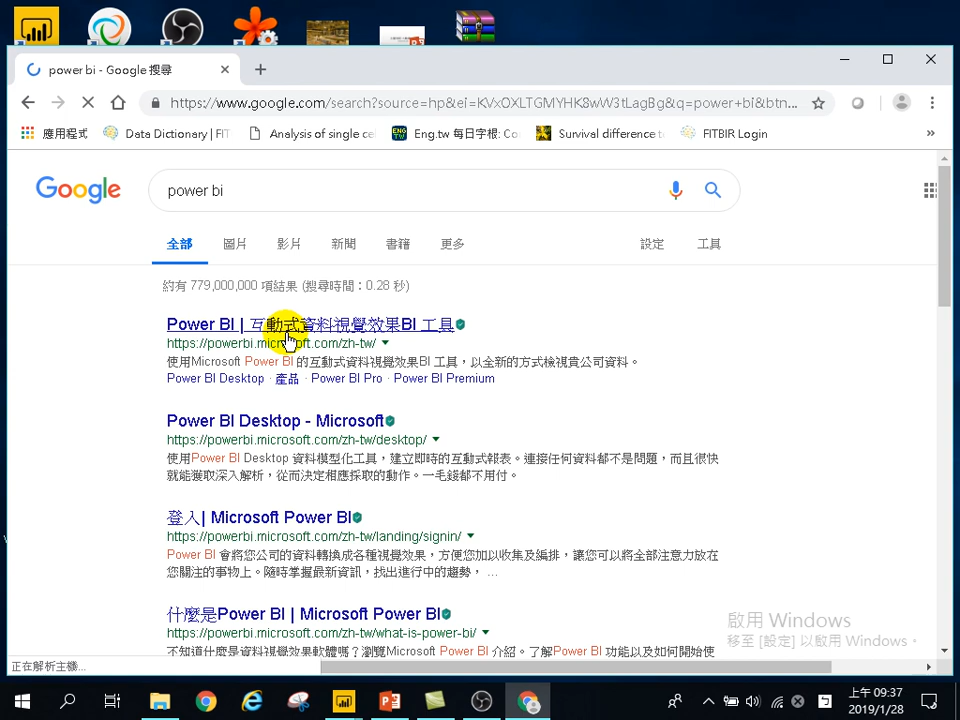 power bi - Google 搜尋
https://www.google.com/search?source=hp&ei=KVxOXLTGMYHK8wW3tLagBg&q=power+bi&btn...
應用程式
Data Dictionary | FIT
Analysis of single ce
Eng.tw 每日字根: Co
Survival difference to
FITBIR Login
»
Google
power bi
全部
圖片
影片
新聞
書籍
更多
設定
工具
約有 779,000,000 項結果 (搜尋時間：0.28 秒)
Power BI | 互動式資料視覺效果BI 工具
https://powerbi.microsoft.com/zh-tw/
使用Microsoft Power BI 的互動式資料視覺效果BI 工具，以全新的方式檢視貴公司資料。
Power BI Desktop · 產品 · Power BI Pro · Power BI Premium
Power BI Desktop - Microsoft
https://powerbi.microsoft.com/zh-tw/desktop/
使用Power BI Desktop 資料模型化工具，建立即時的互動式報表。連接任何資料都不是問題，而且很快
就能獲取深入解析，從而決定相應採取的動作。一毛錢都不用付。
登入| Microsoft Power BI
https://powerbi.microsoft.com/zh-tw/landing/signin/
Power BI 會將您公司的資料轉換成各種視覺效果，方便您加以收集及編排，讓您可以將全部注意力放在
您關注的事物上。隨時掌握最新資訊，找出進行中的趨勢， ...
什麼是Power BI | Microsoft Power BI
https://powerbi.microsoft.com/zh-tw/what-is-power-bi/
不知道什麼是資料視覺效果軟體嗎？瀏覽Microsoft Power BI 介紹。了解Power BI 功能以及如何開始使
啟用 Windows
移至 [設定] 以啟用 Windows。
正在解析主機...
上午 09:37
2019/1/28